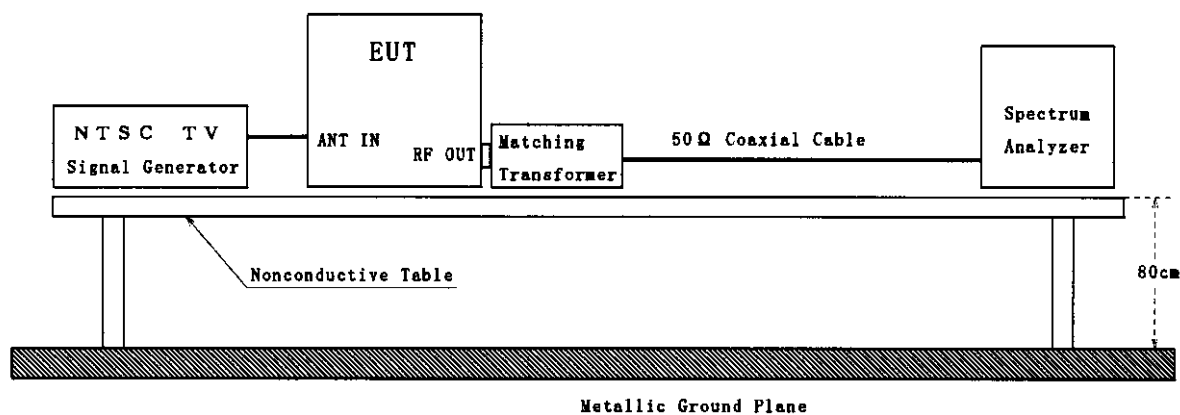 EUT
NTSC TV
Signal Generator
ANT IN
RF OUT
Matching
Transformer
50Ω Coaxial Cable
Spectrum
Analyzer
Nonconductive Table
80cm
Metallic Ground Plane